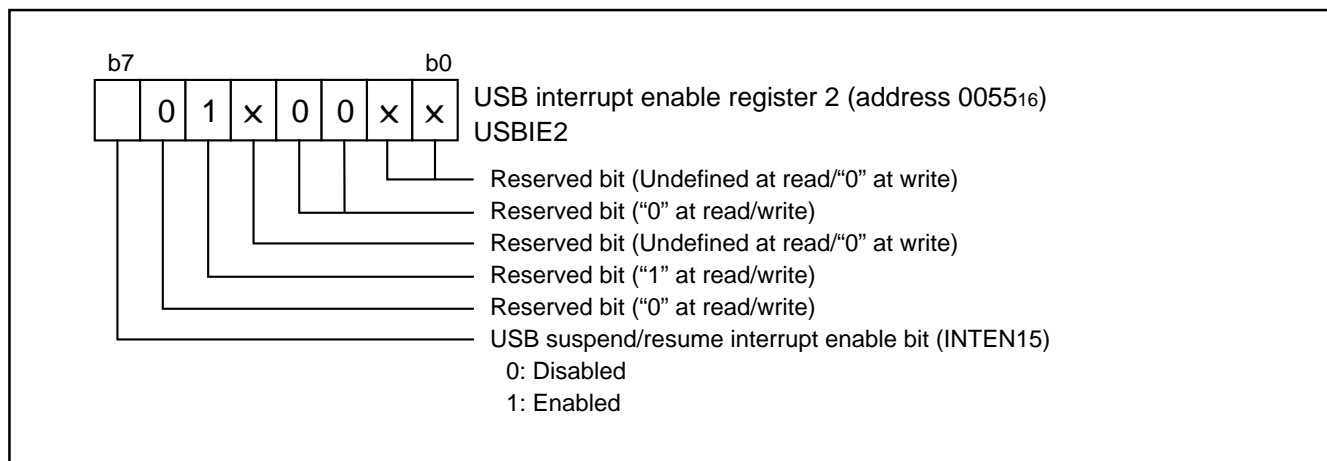 b7 b0
0 1 x 0 0 x x
USB interrupt enable register 2 (address 005516)
USBIE2
Reserved bit (Undefined at read/“0” at write)
Reserved bit (“0” at read/write)
Reserved bit (Undefined at read/“0” at write)
Reserved bit (“1” at read/write)
Reserved bit (“0” at read/write)
USB suspend/resume interrupt enable bit (INTEN15)
0: Disabled
1: Enabled